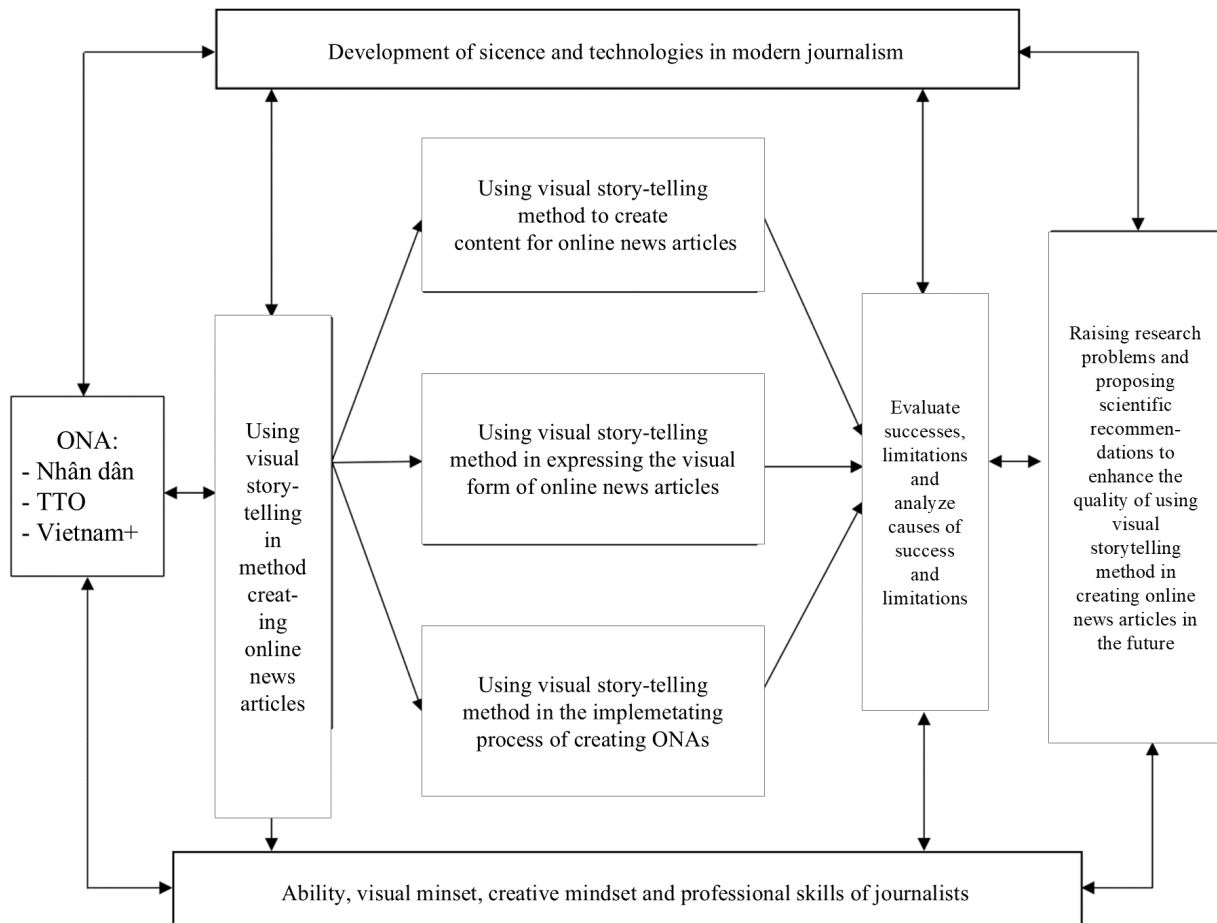 Development of sicence and technologies in modern journalism
ONA:
- Nhân dân
- TTO
- Vietnam+
Using
visual
story-
telling
in
method
creat-
ing
online
news
articles
Using visual story-telling
method to create
content for online news articles
Using visual story-telling
method in expressing the visual
form of online news articles
Using visual story-telling
method in the implemetating
process of creating ONAs
Evaluate
successes,
limitations
and
analyze
causes of
success
and
limitations
Raising research
problems and
proposing
scientific
recommen-
dations to
enhance the
quality of using
visual
storytelling
method in
creating online
news articles in
the future
Ability, visual minset, creative mindset and professional skills of journalists